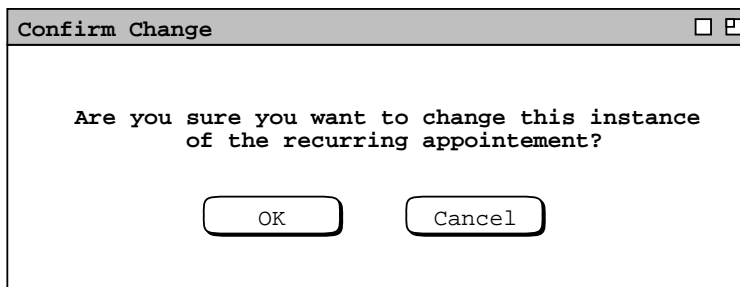 Confirm Change
Are you sure you want to change this instance
of the recurring appointement?
OK
Cancel